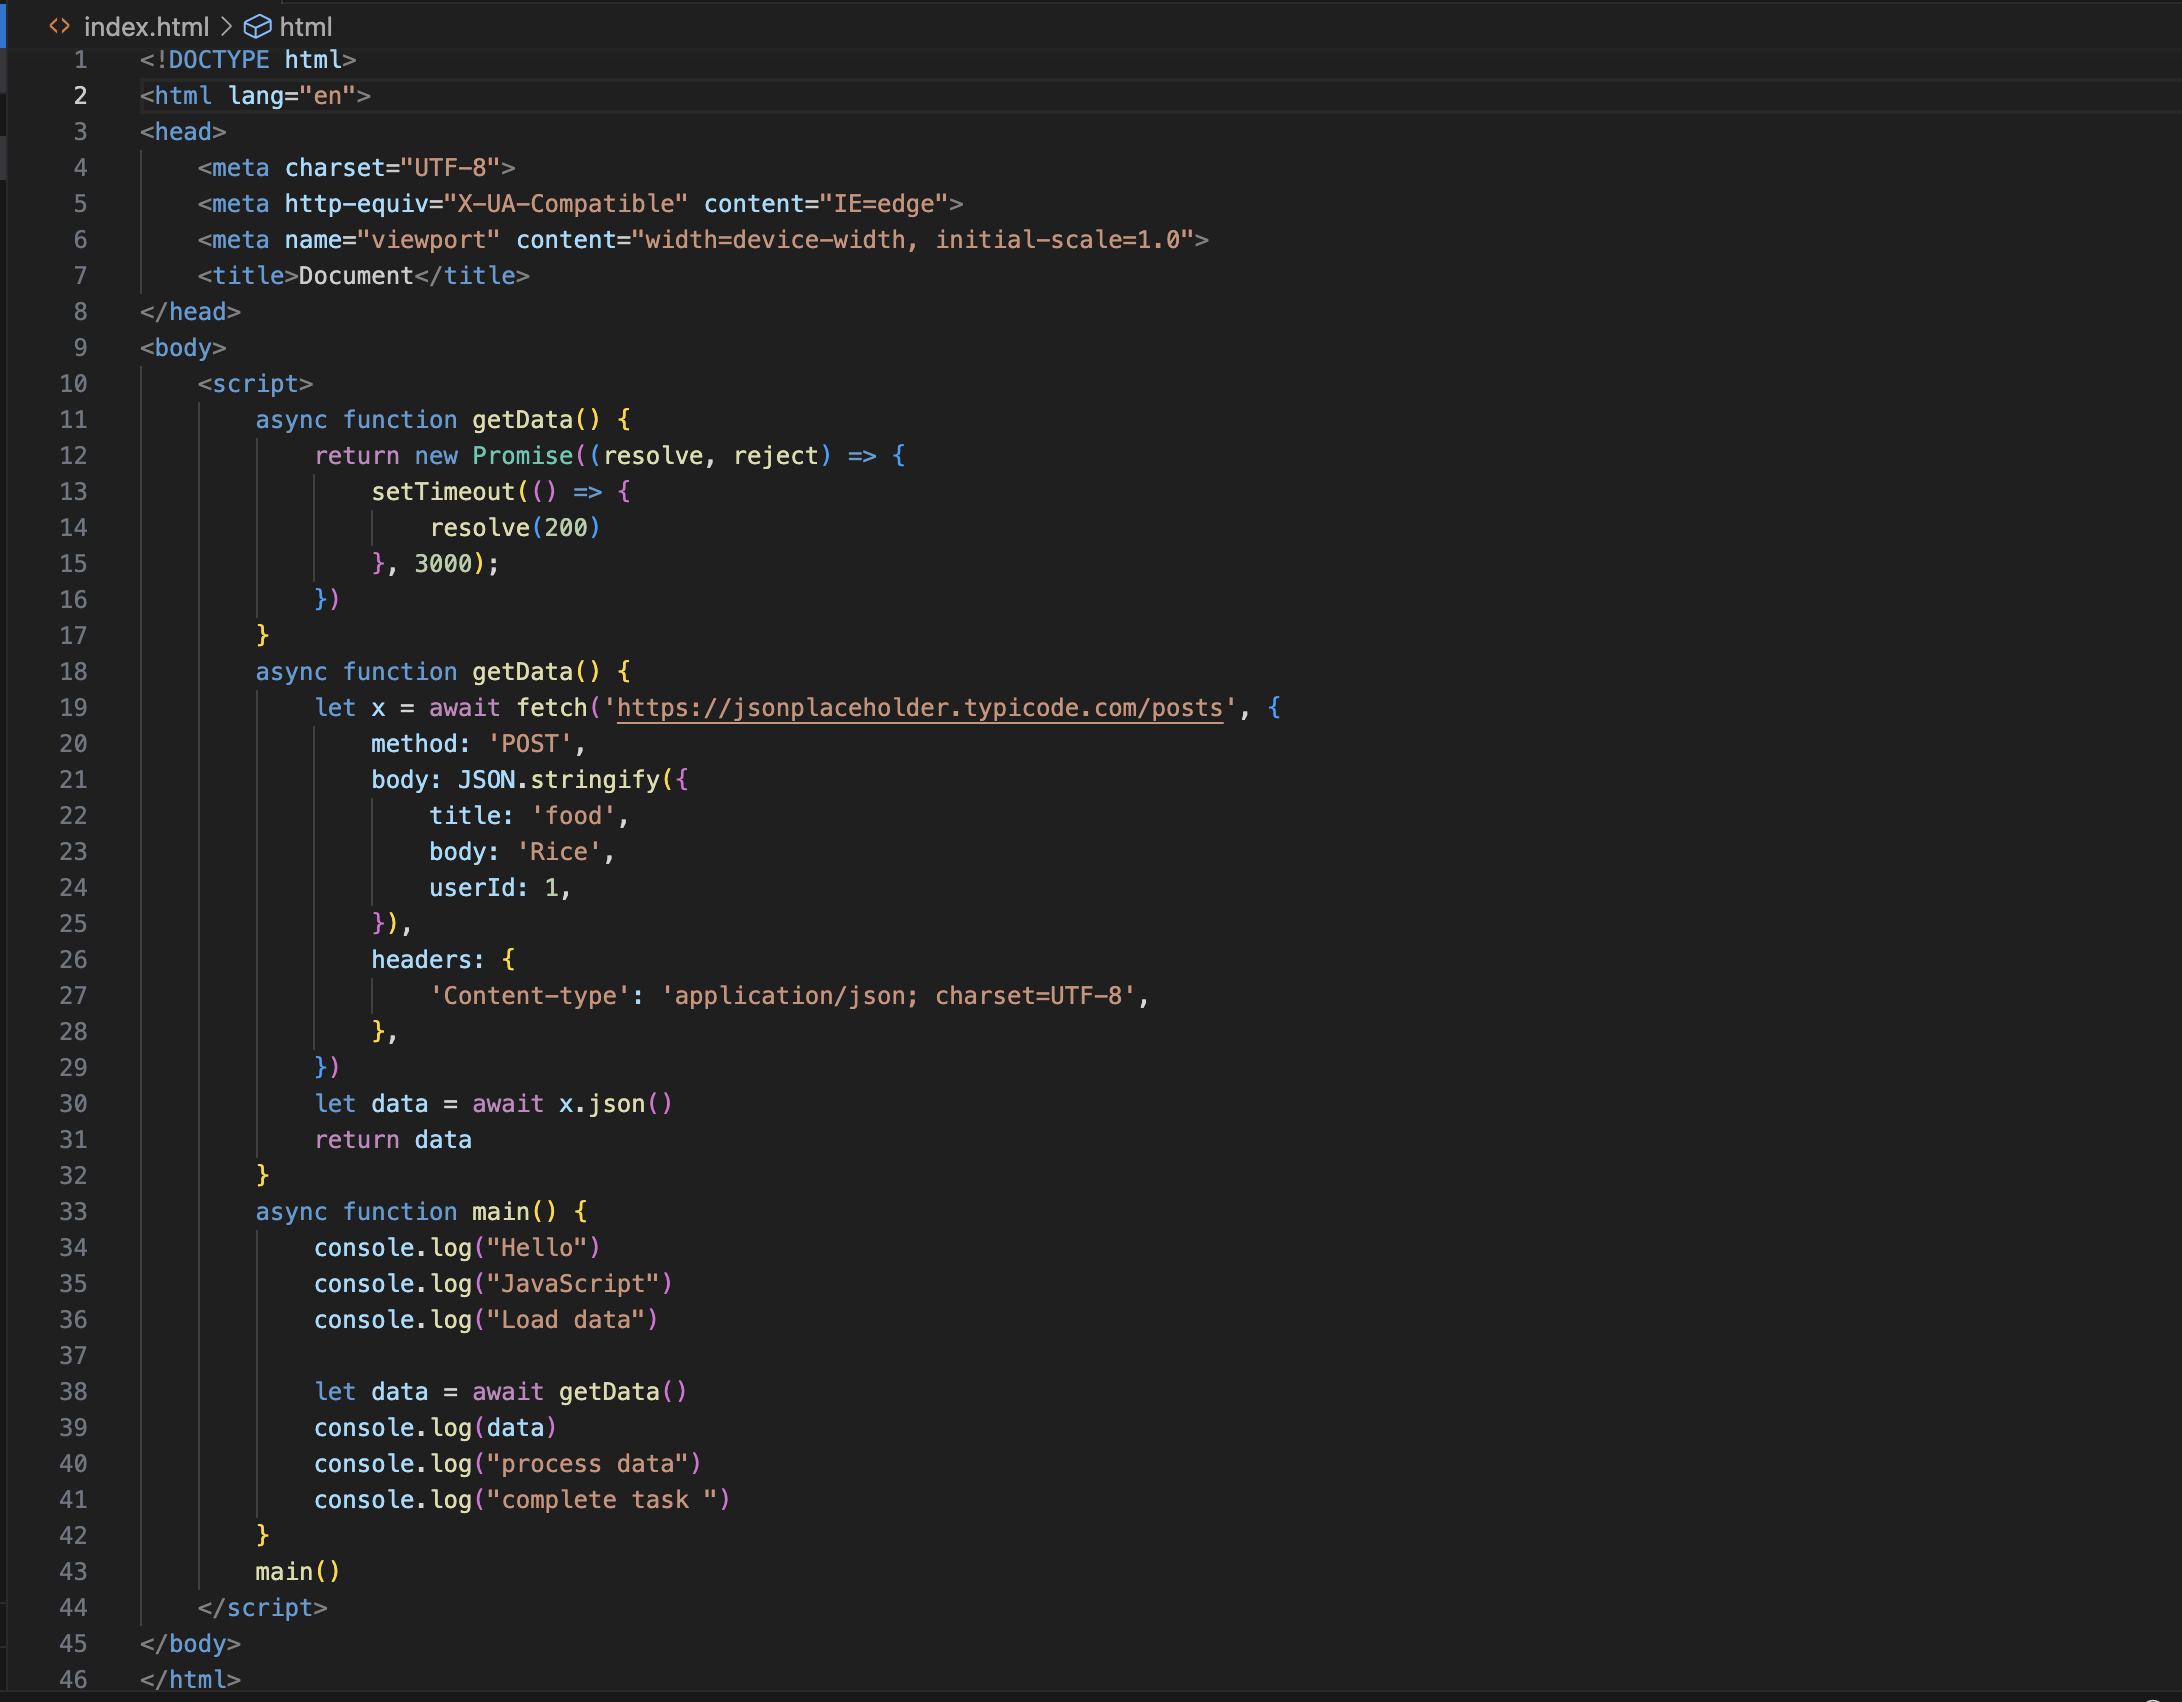 index.html > html
1 <!DOCTYPE html>
2 <html lang="en">
3 <head>
4     <meta charset="UTF-8">
5     <meta http-equiv="X-UA-Compatible" content="IE=edge">
6     <meta name="viewport" content="width=device-width, initial-scale=1.0">
7     <title>Document</title>
8 </head>
9 <body>
10     <script>
11         async function getData() {
12             return new Promise((resolve, reject) => {
13                 setTimeout(() => {
14                     resolve(200)
15                 }, 3000);
16             })
17         }
18         async function getData() {
19             let x = await fetch('https://jsonplaceholder.typicode.com/posts', {
20                 method: 'POST',
21                 body: JSON.stringify({
22                     title: 'food',
23                     body: 'Rice',
24                     userId: 1,
25                 }),
26                 headers: {
27                     'Content-type': 'application/json; charset=UTF-8',
28                 },
29             })
30             let data = await x.json()
31             return data
32         }
33         async function main() {
34             console.log("Hello")
35             console.log("JavaScript")
36             console.log("Load data")
37
38             let data = await getData()
39             console.log(data)
40             console.log("process data")
41             console.log("complete task ")
42         }
43         main()
44     </script>
45 </body>
46 </html>